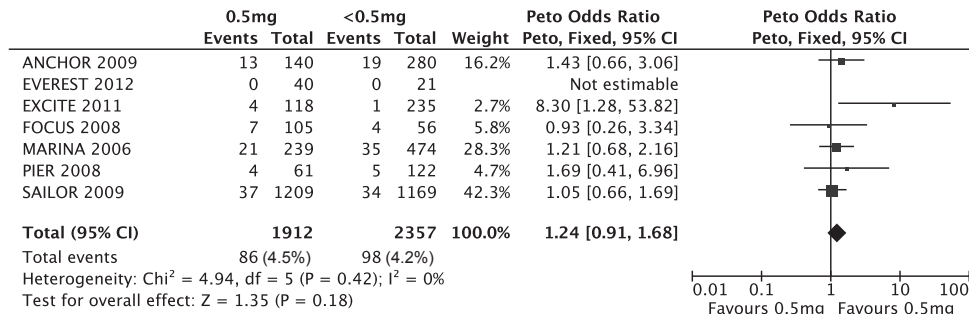 0.5mg <0.5mg Peto Odds Ratio Peto Odds Ratio
Events Total Events Total Weight Peto, Fixed, 95% CI Peto, Fixed, 95% CI
ANCHOR 2009 13 140 19 280 16.2% 1.43 [0.66, 3.06]
EVEREST 2012 0 40 0 21 Not estimable
EXCITE 2011 4 118 1 235 2.7% 8.30 [1.28, 53.82]
FOCUS 2008 7 105 4 56 5.8% 0.93 [0.26, 3.34]
MARINA 2006 21 239 35 474 28.3% 1.21 [0.68, 2.16]
PIER 2008 4 61 5 122 4.7% 1.69 [0.41, 6.96]
SAILOR 2009 37 1209 34 1169 42.3% 1.05 [0.66, 1.69]
Total (95% CI) 1912 2357 100.0% 1.24 [0.91, 1.68]
Total events 86 (4.5%) 98 (4.2%)
Heterogeneity: Chi² = 4.94, df = 5 (P = 0.42); I² = 0%
Test for overall effect: Z = 1.35 (P = 0.18)
0.01 0.1 1 10 100
Favours 0.5mg Favours 0.5mg